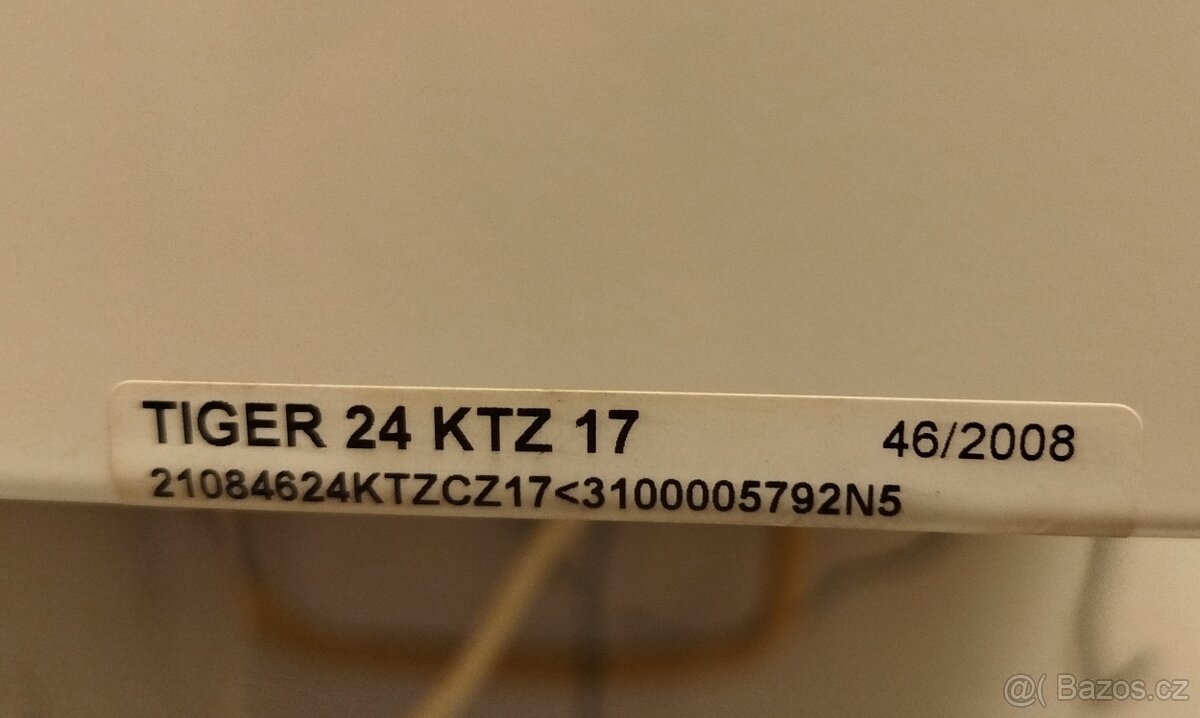 TIGER 24 KTZ 17 46/2008
21084624KTZCZ17<3100005792N5
@( Bazos.cz